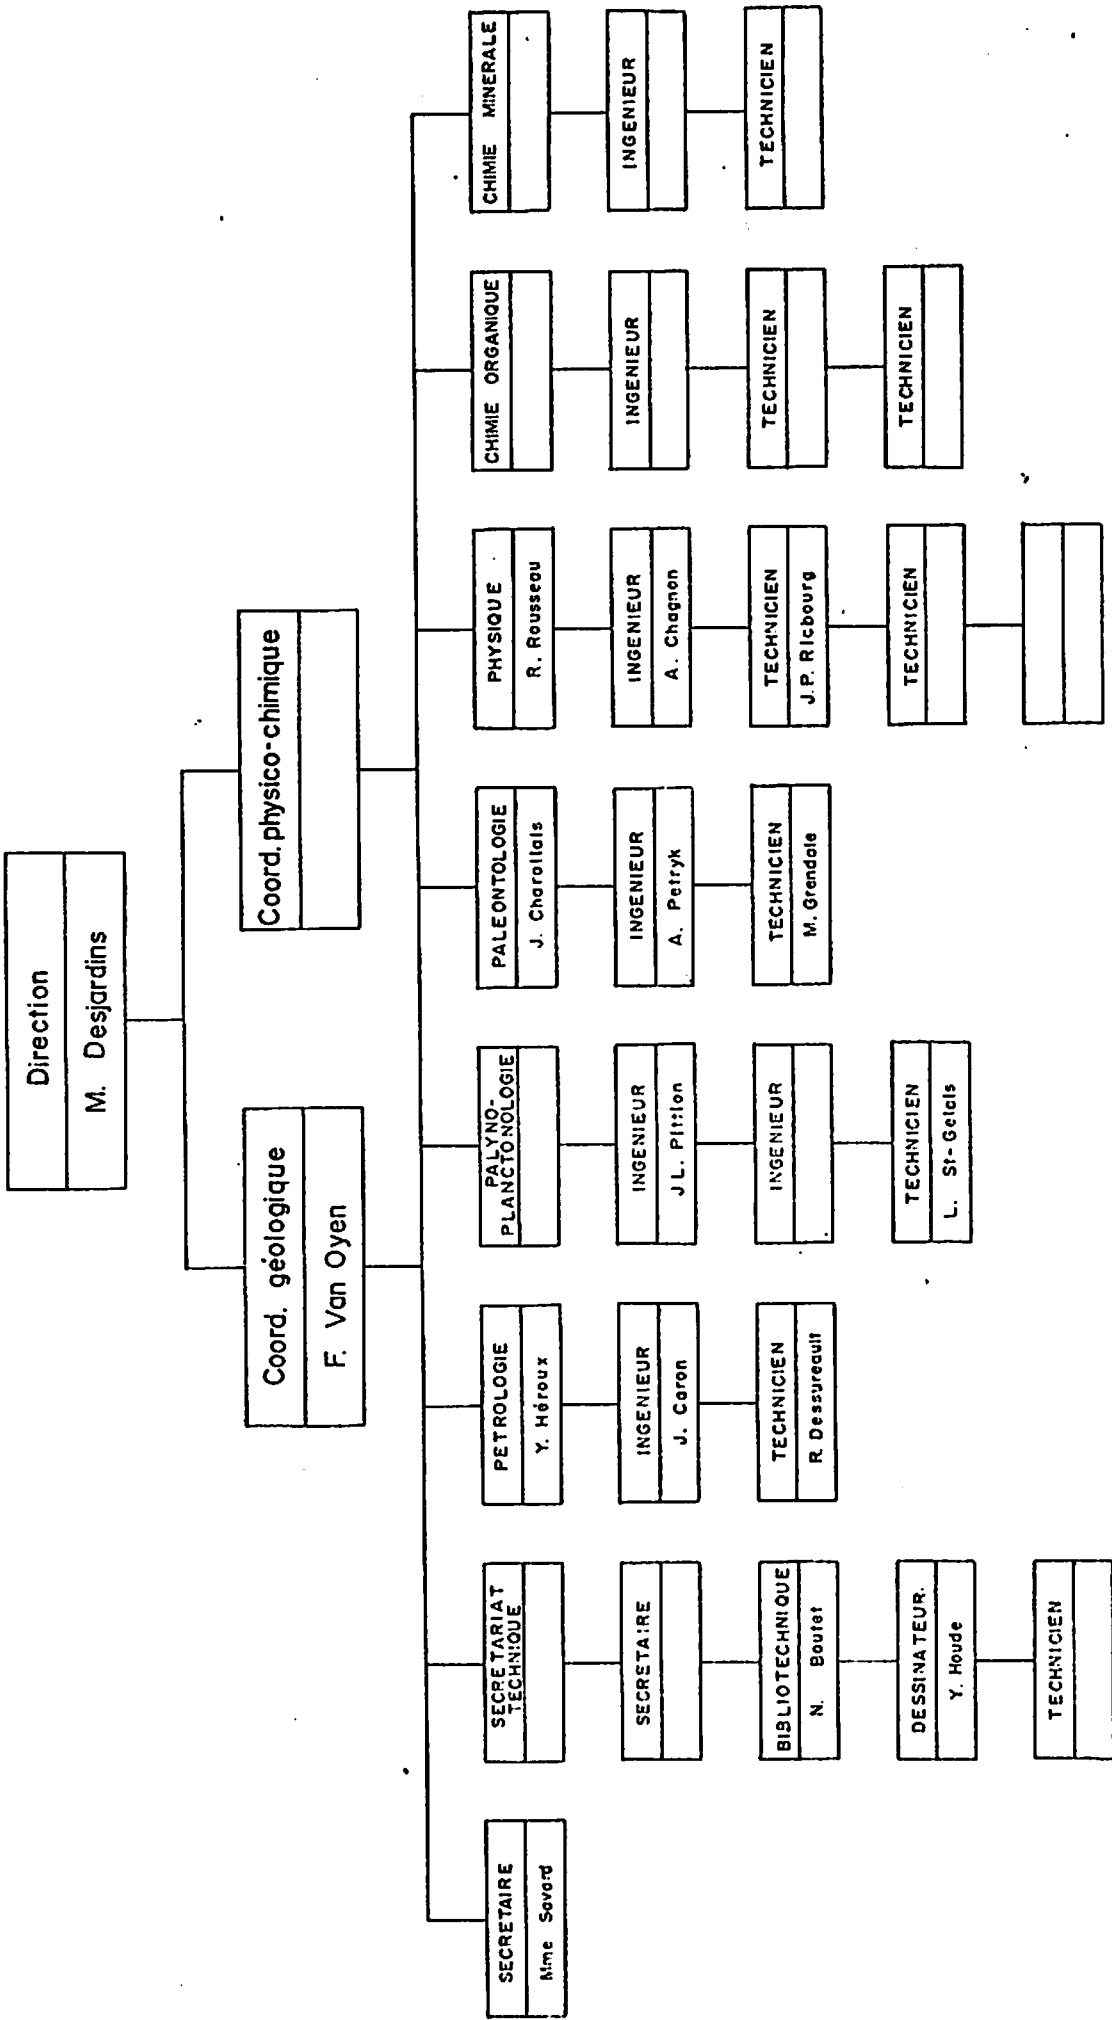 Direction
M. Desjardins
Coord. géologique
F. Van Oyen
Coord. physico-chimique
SECRETAIRE
Mme Savard
SECRETARIAT
TECHNIQUE
SECRETAIRE
BIBLIOTECHNIQUE
N. Boutet
DESSINATEUR.
Y. Houde
TECHNICIEN
PETROLOGIE
Y. Héroux
INGENIEUR
J. Caron
TECHNICIEN
R. Dessureault
PALYNO-
PLANCTONOLOGIE
INGENIEUR
J L. Pittion
INGENIEUR
TECHNICIEN
L. St-Gelais
PALEONTOLOGIE
J. Charollais
INGENIEUR
A. Petryk
TECHNICIEN
M. Grendale
PHYSIQUE
R. Rousseau
INGENIEUR
A. Chagnon
TECHNICIEN
J.P. Ricbourg
TECHNICIEN
CHIMIE ORGANIQUE
INGENIEUR
TECHNICIEN
TECHNICIEN
CHIMIE MINERALE
INGENIEUR
TECHNICIEN